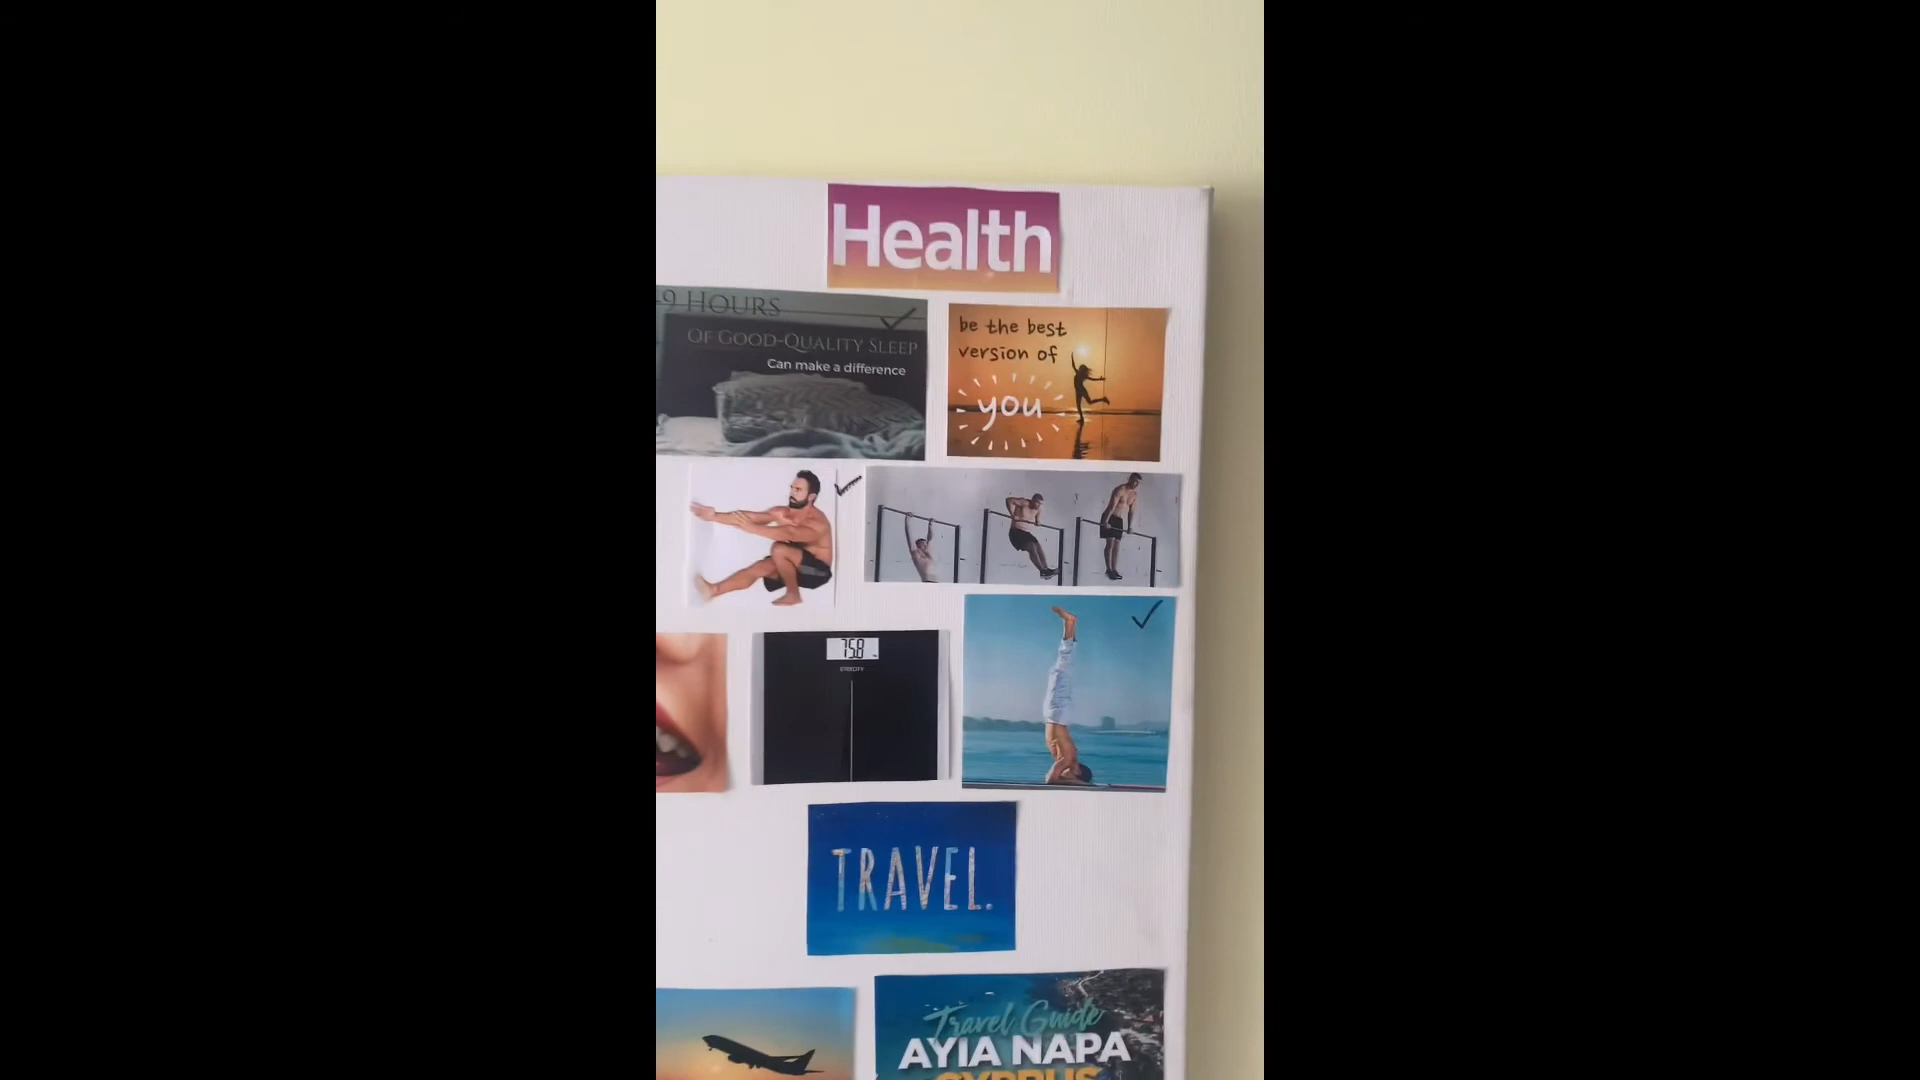 Health
-9 HOURS
OF GOOD-QUALITY SLEEP
Can make a difference
be the best
version of
you
75.8
TRAVEL.
Travel Guide
AYIA NAPA
CYPRUS